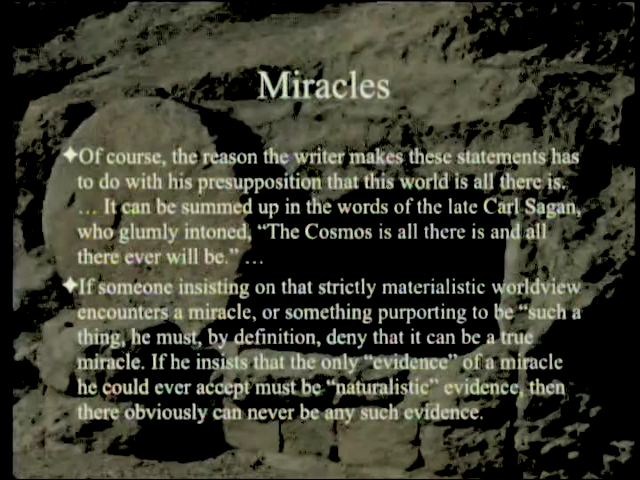 Miracles
✦Of course, the reason the writer makes these statements has
to do with his presupposition that this world is all there is.
… It can be summed up in the words of the late Carl Sagan,
who glumly intoned, “The Cosmos is all there is and all
there ever will be.” …
✦If someone insisting on that strictly materialistic worldview
encounters a miracle, or something purporting to be “such a
thing, he must, by definition, deny that it can be a true
miracle. If he insists that the only “evidence” of a miracle
he could ever accept must be “naturalistic” evidence, then
there obviously can never be any such evidence.